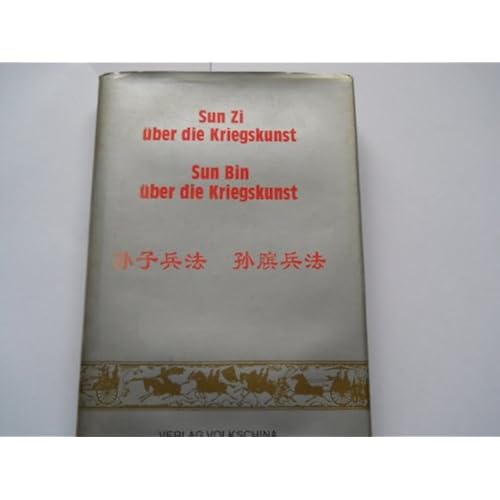 Sun Zi
über die Kriegskunst
Sun Bin
über die Kriegskunst
孙子兵法 孙膑兵法
VERLAG VOLKSCHINA